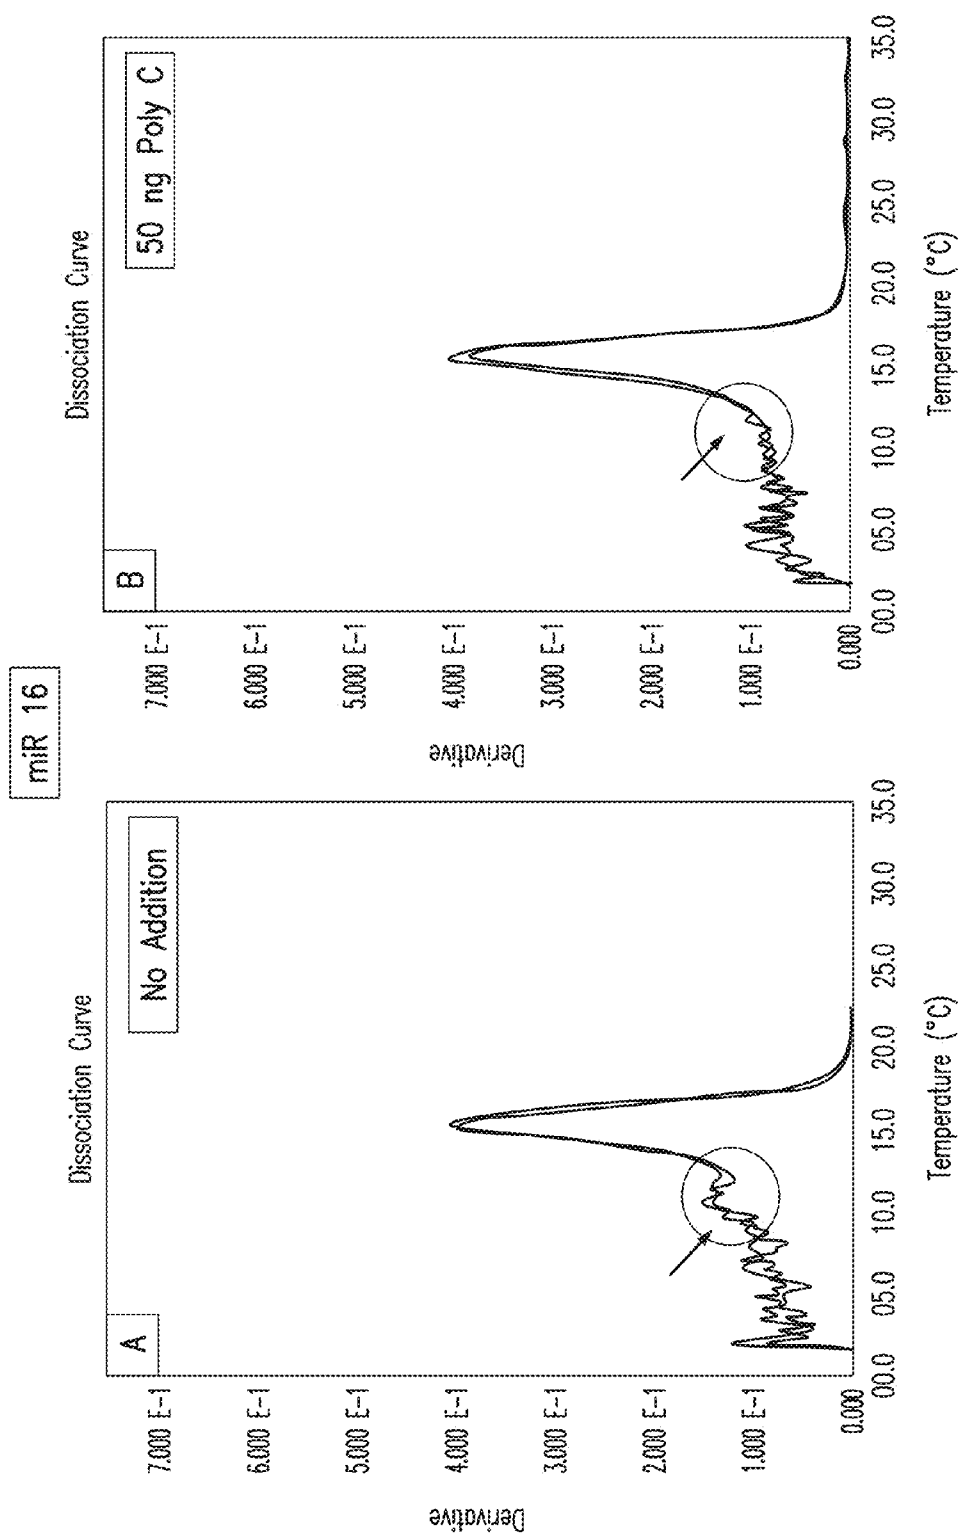 miR 16
Dissociation Curve
A
No Addition
Derivative
7.000 E-1
6.000 E-1
5.000 E-1
4.000 E-1
3.000 E-1
2.000 E-1
1.000 E-1
0.000
00.0 05.0 10.0 15.0 20.0 25.0 30.0 35.0
Temperature (°C)
Dissociation Curve
B
50 ng Poly C
Derivative
7.000 E-1
6.000 E-1
5.000 E-1
4.000 E-1
3.000 E-1
2.000 E-1
1.000 E-1
0.000
00.0 05.0 10.0 15.0 20.0 25.0 30.0 35.0
Temperature (°C)